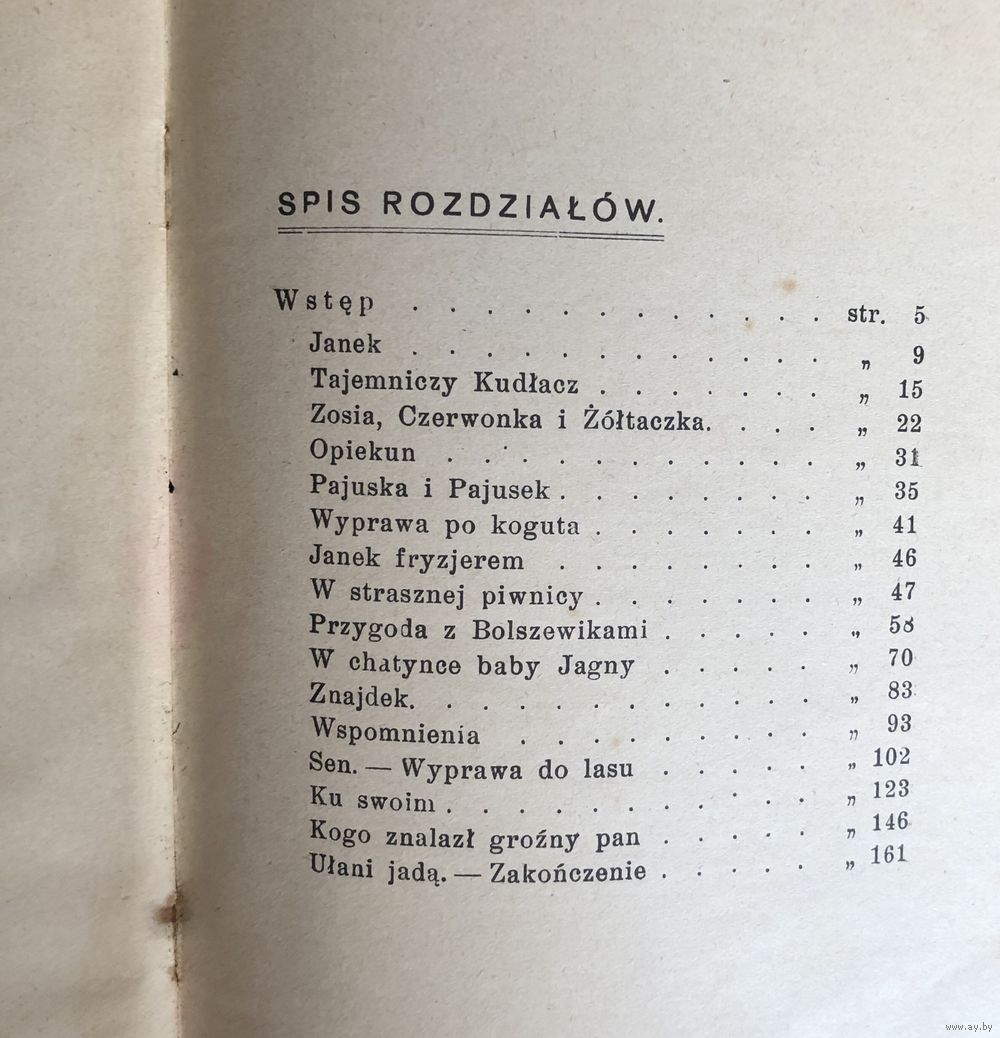 SPIS ROZDZIAŁÓW.
Wstęp . . . . . . . . . . . . str. 5
Janek . . . . . . . . . . . . „ 9
Tajemniczy Kudłacz . . . . . . . „ 15
Zosia, Czerwonka i Żółtaczka. . . . „ 22
Opiekun . . . . . . . . . . . „ 31
Pajuska i Pajusek . . . . . . . . „ 35
Wyprawa po koguta . . . . . . . „ 41
Janek fryzjerem . . . . . . . . „ 46
W strasznej piwnicy . . . . . . . „ 47
Przygoda z Bolszewikami . . . . . „ 58
W chatynce baby Jagny . . . . . „ 70
Znajdek. . . . . . . . . . . . „ 83
Wspomnienia . . . . . . . . . „ 93
Sen. — Wyprawa do lasu . . . . . „ 102
Ku swoim . . . . . . . . . . . „ 123
Kogo znalazł groźny pan . . . . . „ 146
Ułani jadą. — Zakończenie . . . . . „ 161
www.ay.by